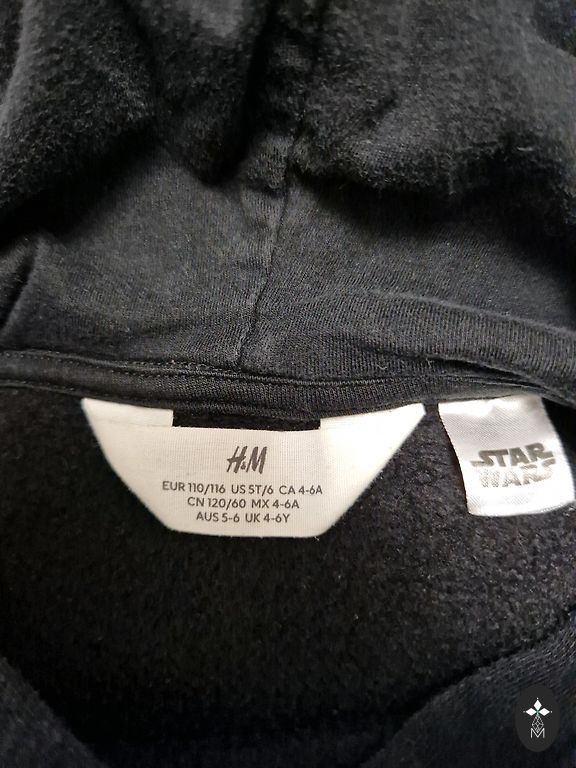 H&M
EUR 110/116 US 5T/6 CA 4-6A
CN 120/60 MX 4-6A
AUS 5-6 UK 4-6Y
STAR
WARS
M